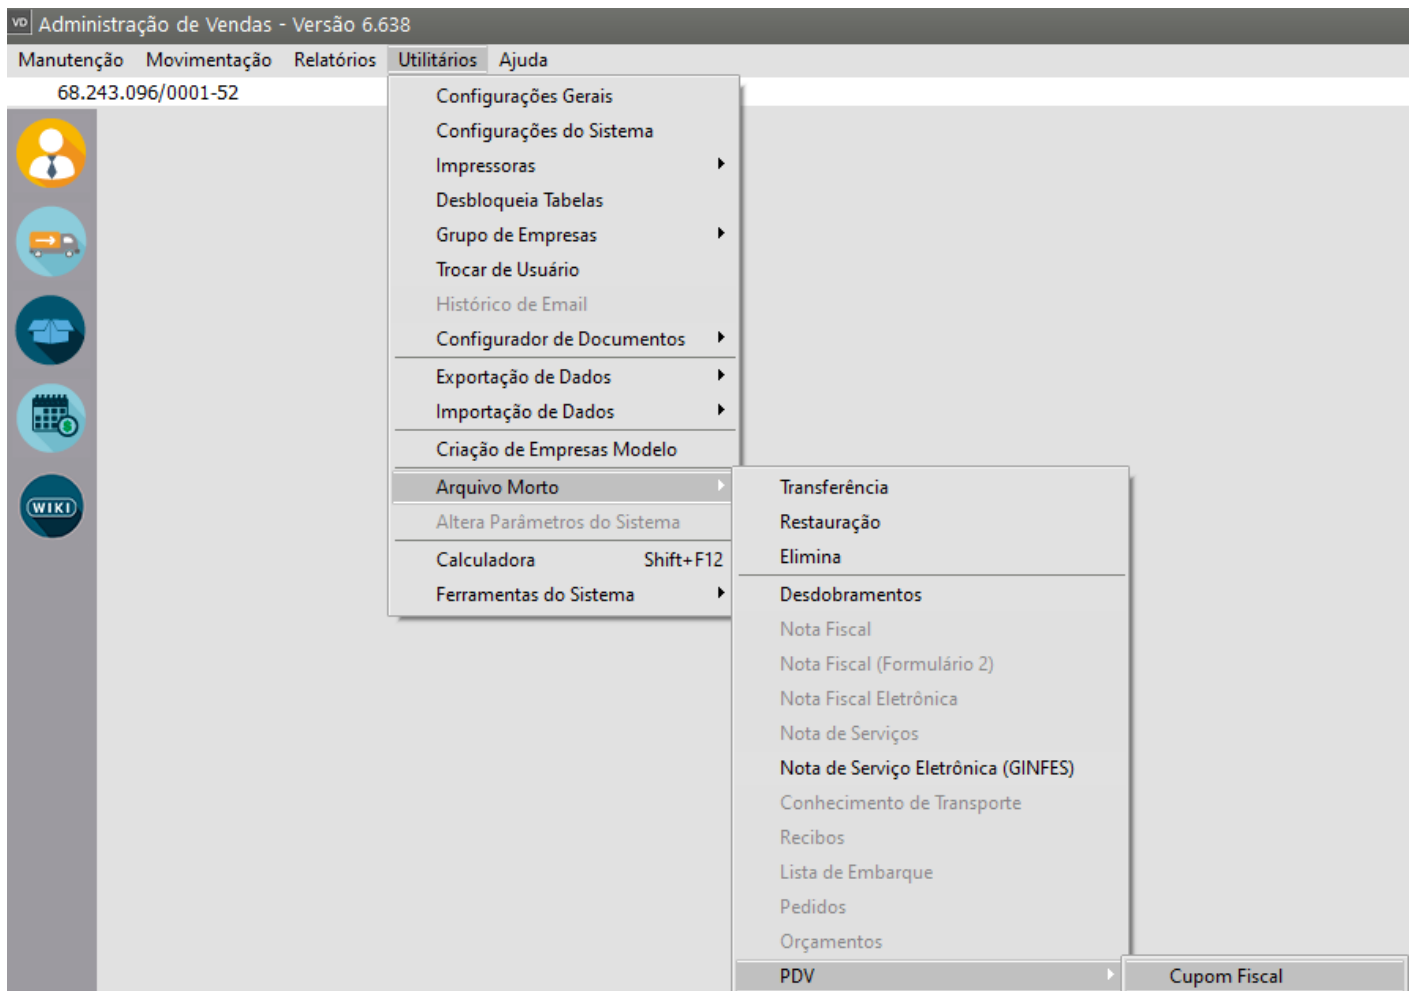 VD Administração de Vendas - Versão 6.638
Manutenção Movimentação Relatórios Utilitários Ajuda
68.243.096/0001-52
Configurações Gerais
Configurações do Sistema
Impressoras
Desbloqueia Tabelas
Grupo de Empresas
Trocar de Usuário
Histórico de Email
Configurador de Documentos
Exportação de Dados
Importação de Dados
Criação de Empresas Modelo
Arquivo Morto
Altera Parâmetros do Sistema
Calculadora Shift+F12
Ferramentas do Sistema
WIKI
Transferência
Restauração
Elimina
Desdobramentos
Nota Fiscal
Nota Fiscal (Formulário 2)
Nota Fiscal Eletrônica
Nota de Serviços
Nota de Serviço Eletrônica (GINFES)
Conhecimento de Transporte
Recibos
Lista de Embarque
Pedidos
Orçamentos
PDV
Cupom Fiscal